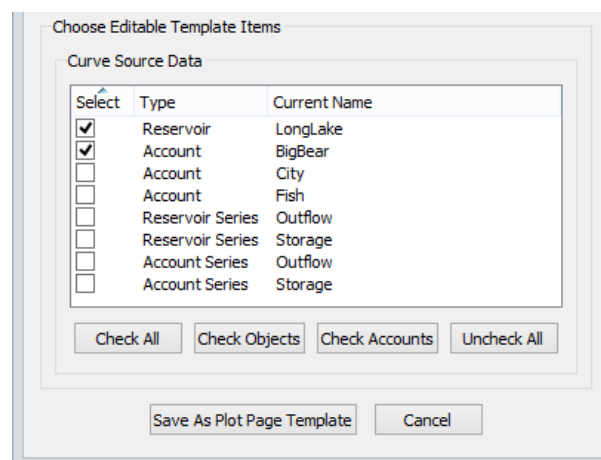 Choose Editable Template Items
Curve Source Data
Select Type Current Name
Reservoir LongLake
Account BigBear
Account City
Account Fish
Reservoir Series Outflow
Reservoir Series Storage
Account Series Outflow
Account Series Storage
Check All Check Objects Check Accounts Uncheck All
Save As Plot Page Template Cancel